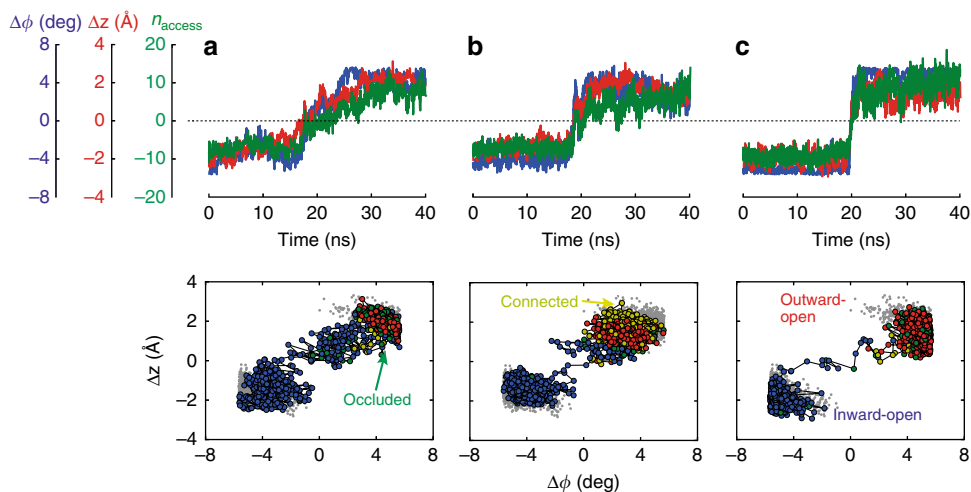 Δϕ (deg) Δz (Å) n_access
8 4 20
4 2 10
0 0 0
−4 −2 −10
−8 −4 −20
a
0 10 20 30 40
Time (ns)
b
0 10 20 30 40
Time (ns)
c
0 10 20 30 40
Time (ns)
Δz (Å)
4
2
0
−2
−4
Occluded
−8 −4 0 4 8
Connected
−8 −4 0 4 8
Outward-
open
Inward-open
−8 −4 0 4 8
Δϕ (deg)